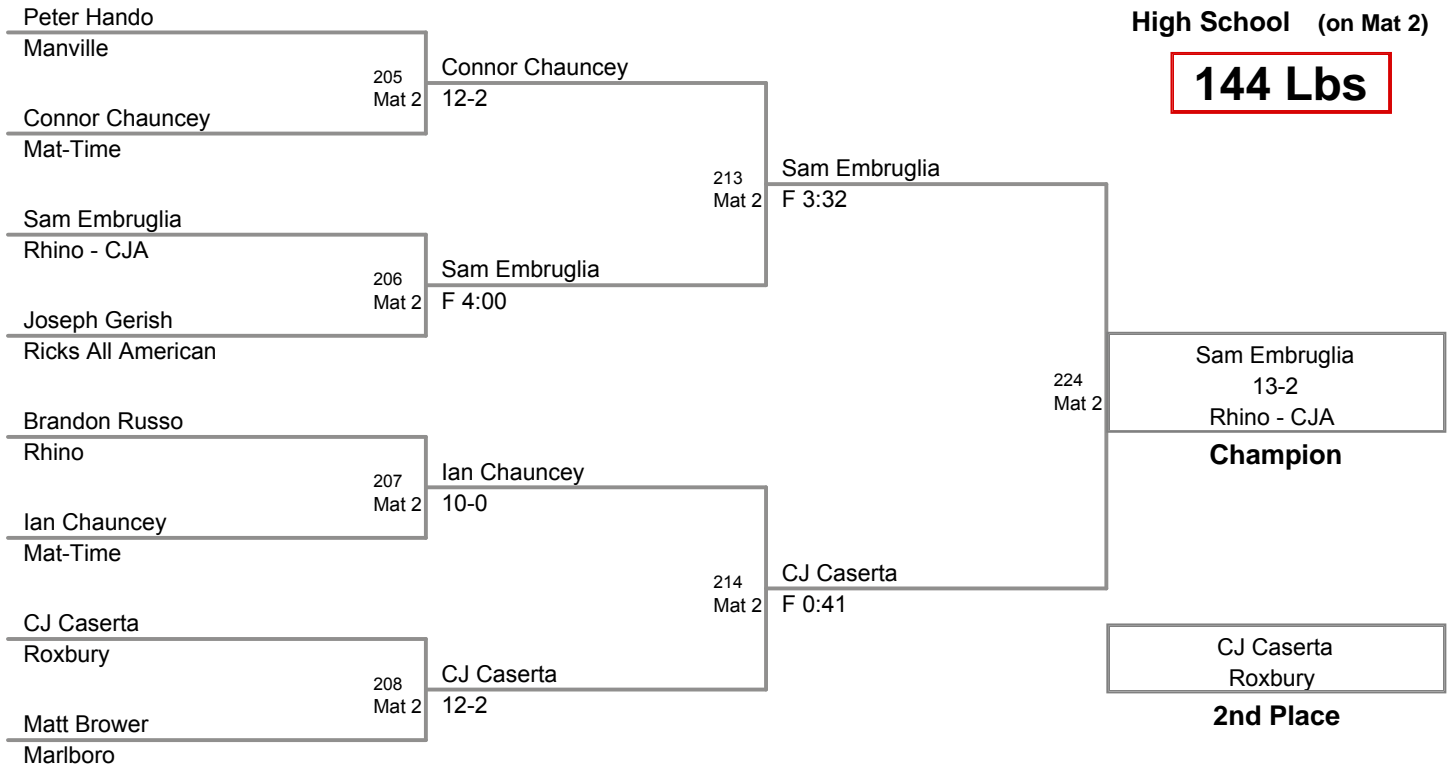 High School (on Mat 2)
144 Lbs
Peter Hando
Manville
205
Mat 2
Connor Chauncey
12-2
Connor Chauncey
Mat-Time
213
Mat 2
Sam Embruglia
F 3:32
Sam Embruglia
Rhino - CJA
206
Mat 2
Sam Embruglia
F 4:00
Joseph Gerish
Ricks All American
224
Mat 2
Sam Embruglia
13-2
Rhino - CJA
Champion
Brandon Russo
Rhino
207
Mat 2
Ian Chauncey
10-0
Ian Chauncey
Mat-Time
214
Mat 2
CJ Caserta
F 0:41
CJ Caserta
Roxbury
208
Mat 2
CJ Caserta
12-2
Matt Brower
Marlboro
CJ Caserta
Roxbury
2nd Place